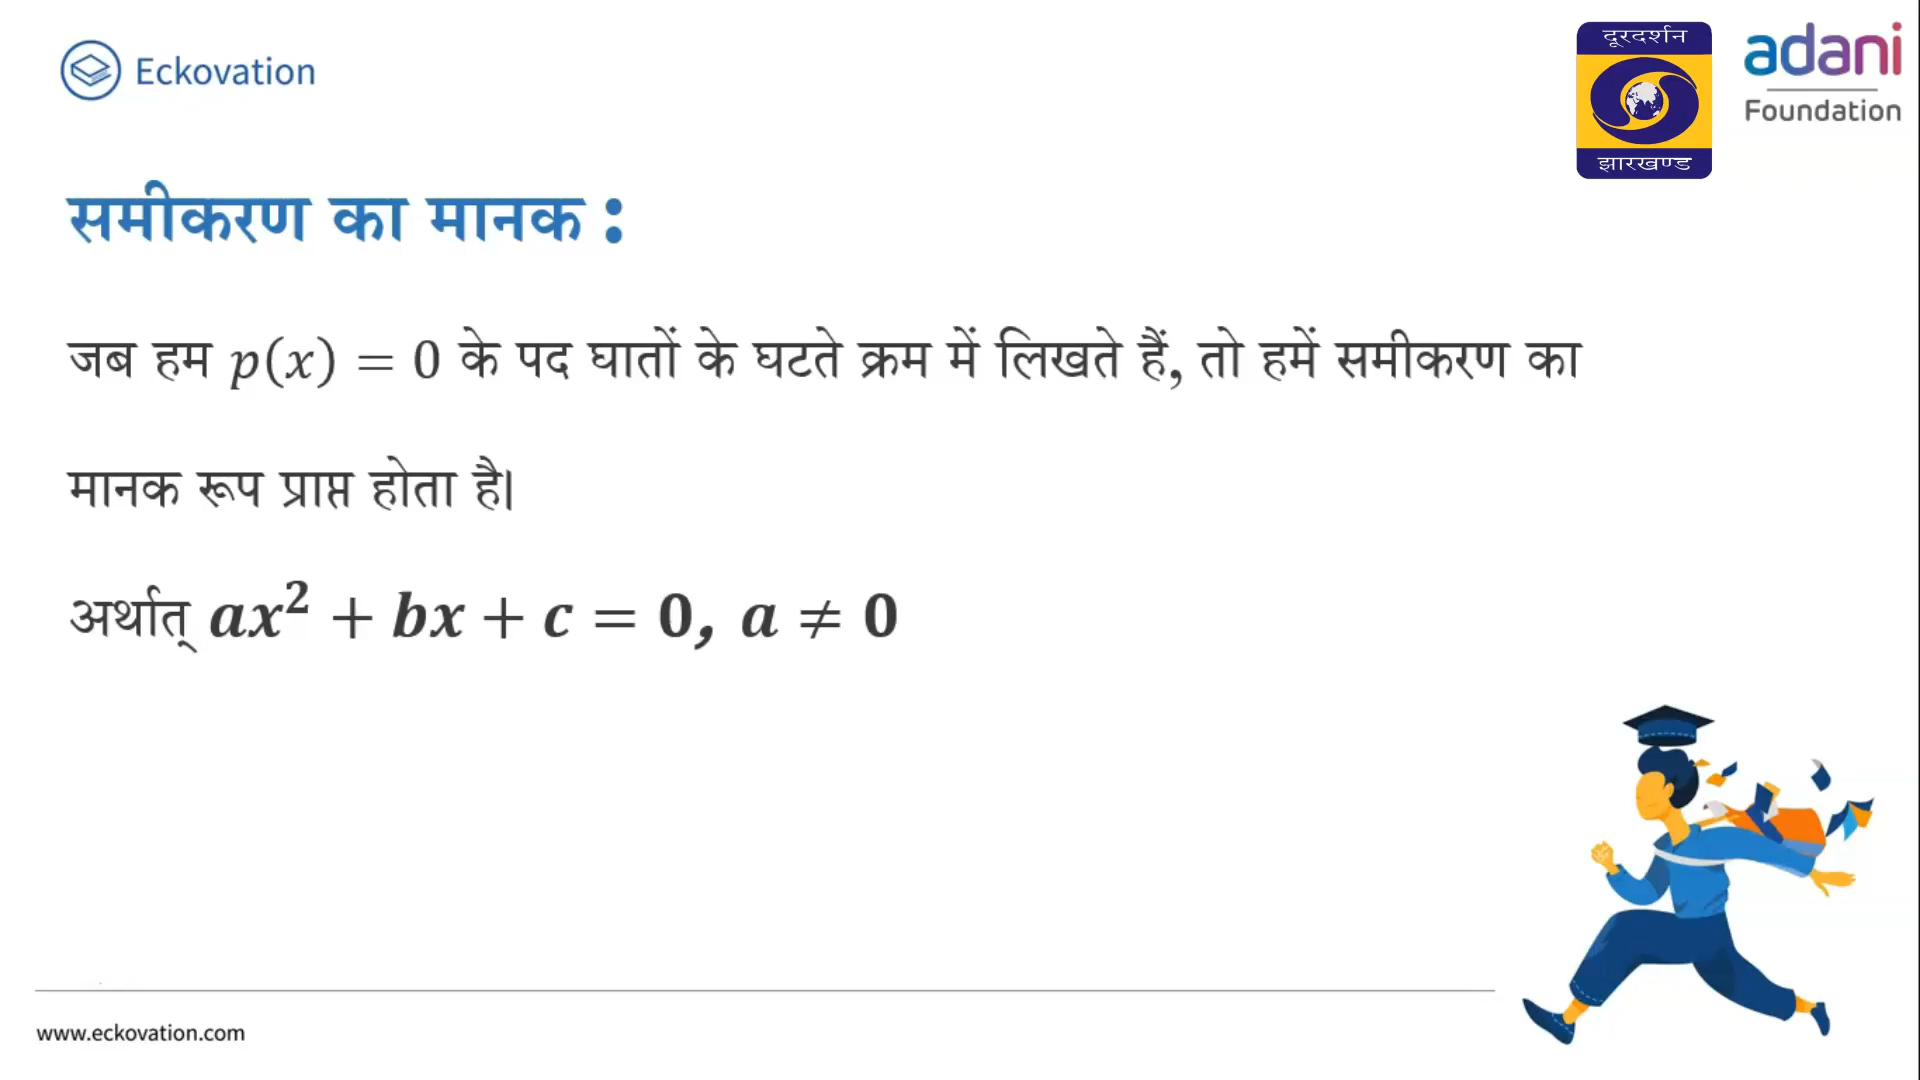 Eckovation
दूरदर्शन
झारखण्ड
adani
Foundation
समीकरण का मानक :
जब हम p(x) = 0 के पद घातों के घटते क्रम में लिखते हैं, तो हमें समीकरण का
मानक रूप प्राप्त होता है।
अर्थात् ax² + bx + c = 0, a ≠ 0
www.eckovation.com